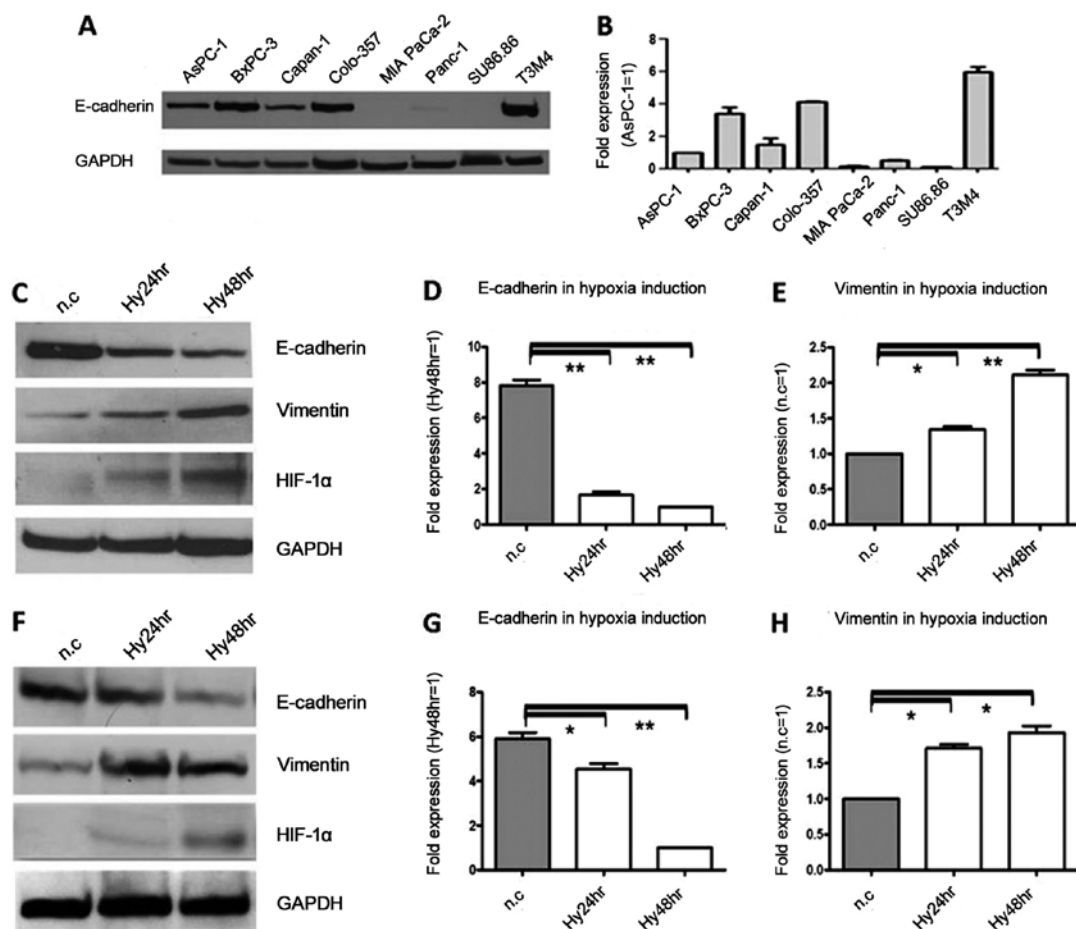 A
AsPC-1
BxPC-3
Capan-1
Colo-357
MIA PaCa-2
Panc-1
SU86.86
T3M4
E-cadherin
GAPDH
B
Fold expression
(AsPC-1=1)
8
6
4
2
0
AsPC-1
BxPC-3
Capan-1
Colo-357
MIA PaCa-2
Panc-1
SU86.86
T3M4
C
n.c
Hy24hr
Hy48hr
E-cadherin
Vimentin
HIF-1α
GAPDH
D
E-cadherin in hypoxia induction
Fold expression (Hy48hr=1)
10
8
6
4
2
0
**
**
n.c
Hy24hr
Hy48hr
E
Vimentin in hypoxia induction
Fold expression (n.c=1)
2.5
2.0
1.5
1.0
0.5
0.0
*
**
n.c
Hy24hr
Hy48hr
F
n.c
Hy24hr
Hy48hr
E-cadherin
Vimentin
HIF-1α
GAPDH
G
E-cadherin in hypoxia induction
Fold expression (Hy48hr=1)
8
6
4
2
0
*
**
n.c
Hy24hr
Hy48hr
H
Vimentin in hypoxia induction
Fold expression (n.c=1)
2.5
2.0
1.5
1.0
0.5
0.0
*
*
n.c
Hy24hr
Hy48hr